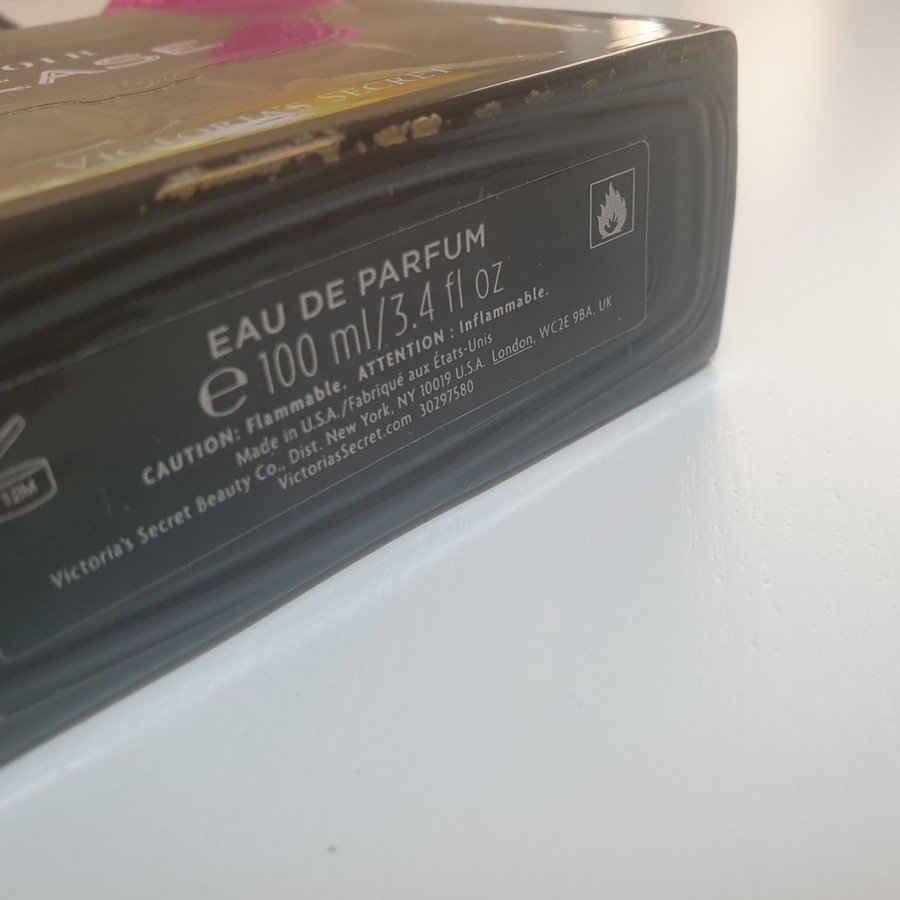 VICTORIA'S SECRET
EAU DE PARFUM
e 100 ml/3.4 fl oz
CAUTION: Flammable. ATTENTION : Inflammable.
Made in U.S.A./Fabriqué aux États-Unis
Victoria's Secret Beauty Co., Dist. New York, NY 10019 U.S.A. London, WC2E 9BA, UK
VictoriasSecret.com 30297580
12M